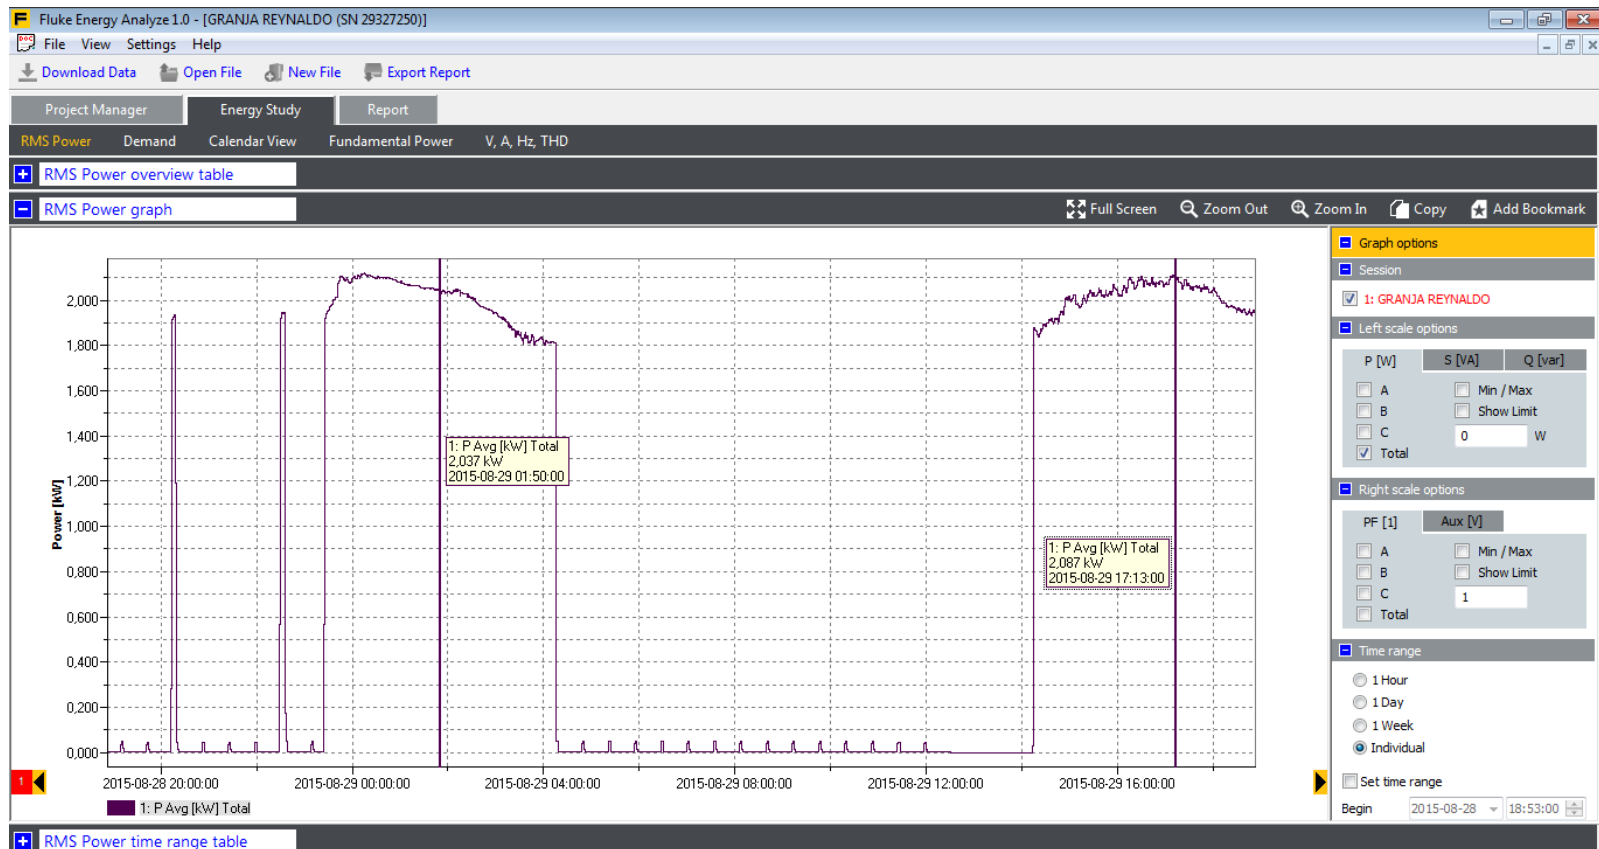 Fluke Energy Analyze 1.0 - [GRANJA REYNALDO (SN 29327250)]
File View Settings Help
Download Data Open File New File Export Report
Project Manager Energy Study Report
RMS Power Demand Calendar View Fundamental Power V, A, Hz, THD
RMS Power overview table
RMS Power graph Full Screen Zoom Out Zoom In Copy Add Bookmark
Graph options
Session
1: GRANJA REYNALDO
Left scale options
P [W] S [VA] Q [var]
A Min / Max
B Show Limit
C 0 W
Total
Right scale options
PF [1] Aux [V]
A Min / Max
B Show Limit
C 1
Total
Time range
1 Hour
1 Day
1 Week
Individual
Set time range
Begin 2015-08-28 18:53:00
Power [kW]
2,000
1,800
1,600
1,400
1,200
1,000
0,800
0,600
0,400
0,200
0,000
1: P Avg [kW] Total
2,037 kW
2015-08-29 01:50:00
1: P Avg [kW] Total
2,087 kW
2015-08-29 17:13:00
1
2015-08-28 20:00:00 2015-08-29 00:00:00 2015-08-29 04:00:00 2015-08-29 08:00:00 2015-08-29 12:00:00 2015-08-29 16:00:00
1: P Avg [kW] Total
RMS Power time range table